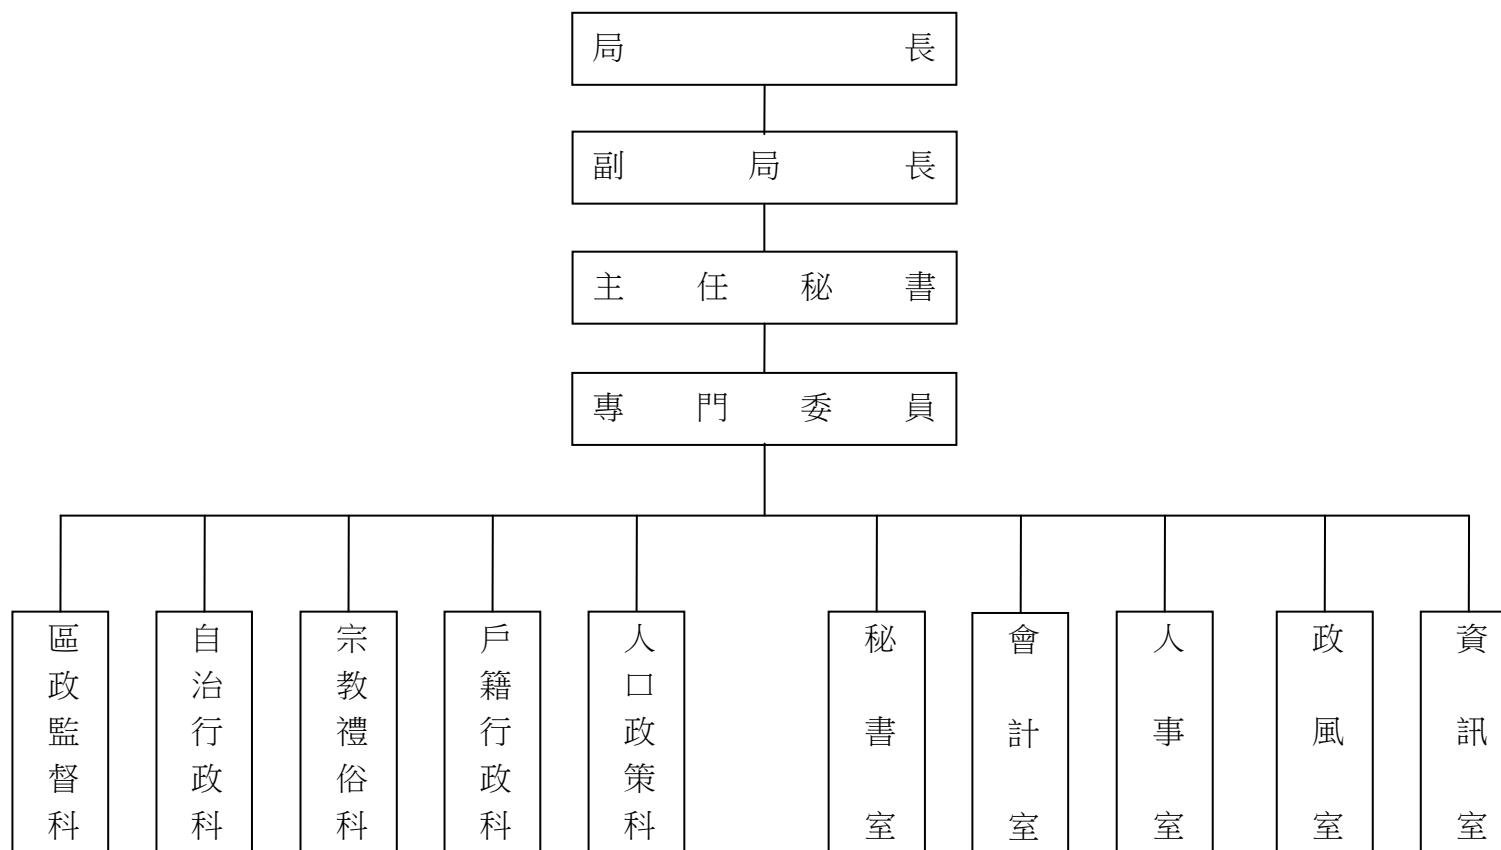 局長
副局長
主任秘書
專門委員
區政監督科
自治行政科
宗教禮俗科
戶籍行政科
人口政策科
秘書室
會計室
人事室
政風室
資訊室